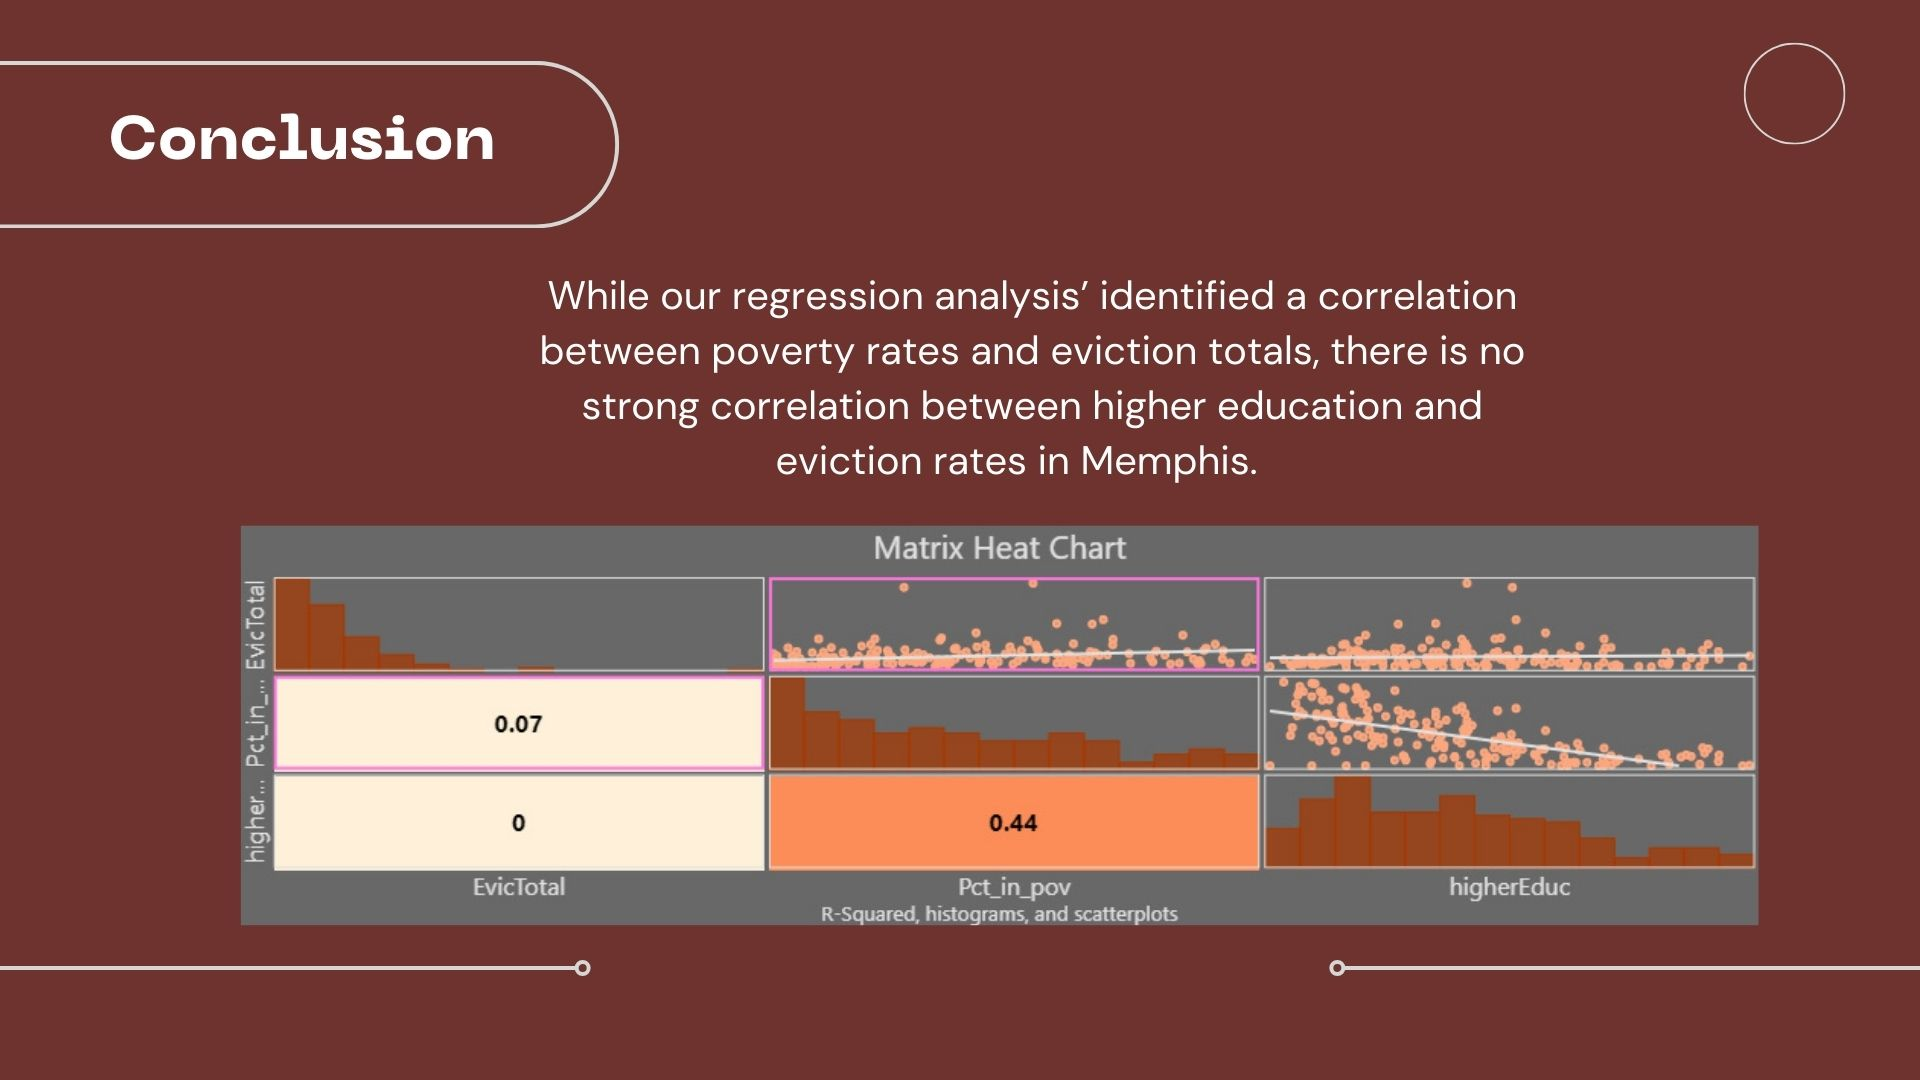 Conclusion
While our regression analysis’ identified a correlation
between poverty rates and eviction totals, there is no
strong correlation between higher education and
eviction rates in Memphis.
Matrix Heat Chart
EvicTotal
Pct_in_...
0.07
higher...
0
0.44
EvicTotal
Pct_in_pov
higherEduc
R-Squared, histograms, and scatterplots